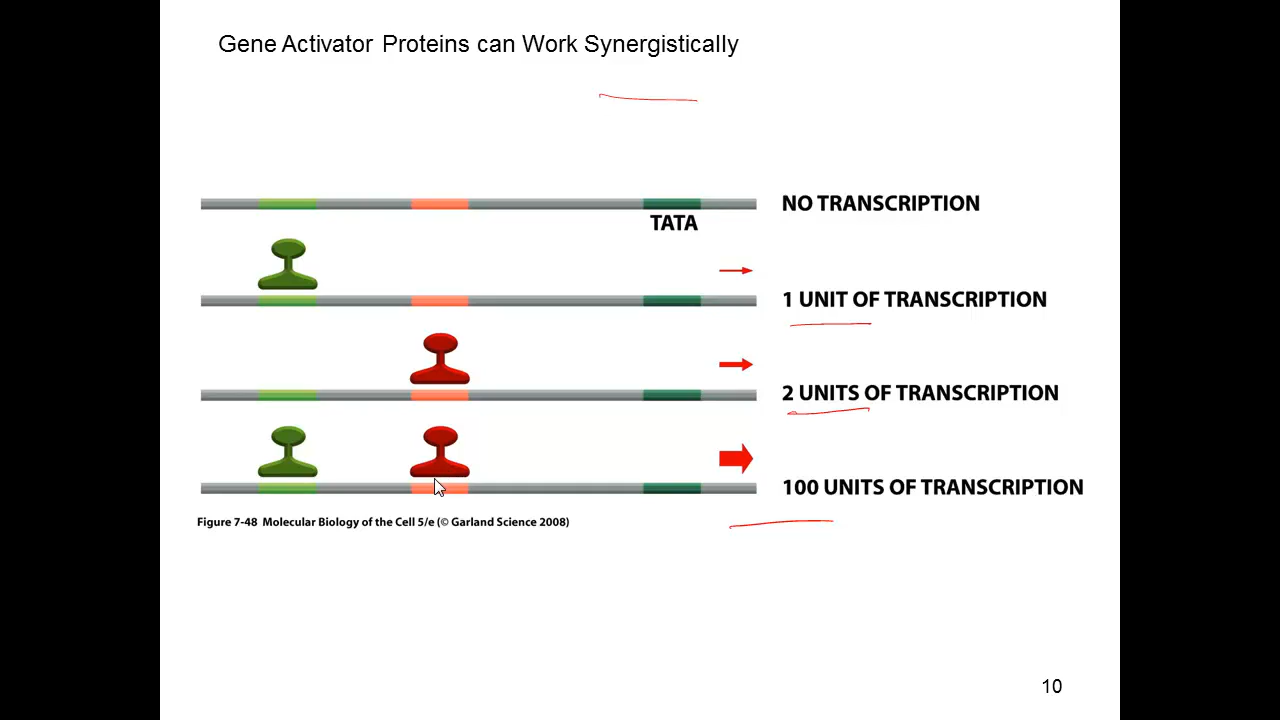 Gene Activator Proteins can Work Synergistically
NO TRANSCRIPTION
TATA
1 UNIT OF TRANSCRIPTION
2 UNITS OF TRANSCRIPTION
100 UNITS OF TRANSCRIPTION
Figure 7-48 Molecular Biology of the Cell 5/e (© Garland Science 2008)
10